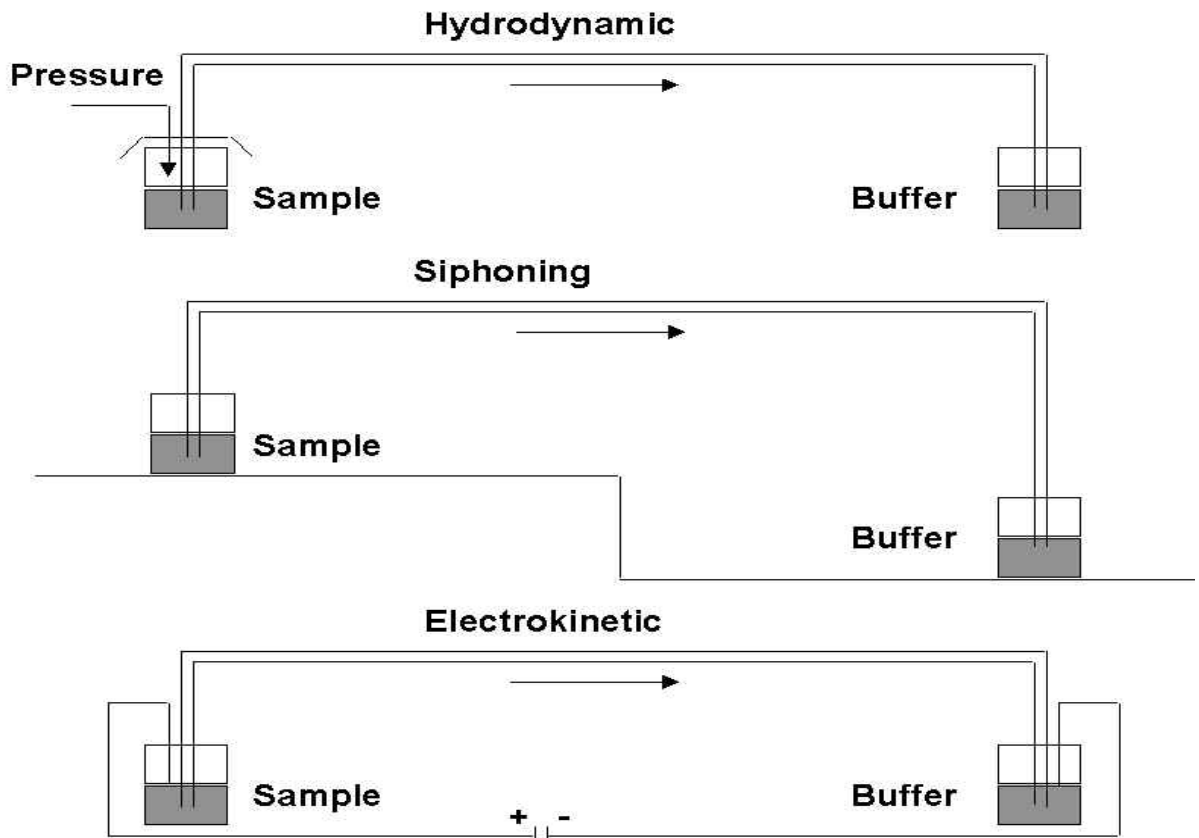 Hydrodynamic
Pressure
Sample
Buffer
Siphoning
Sample
Buffer
Electrokinetic
Sample
Buffer
+ -